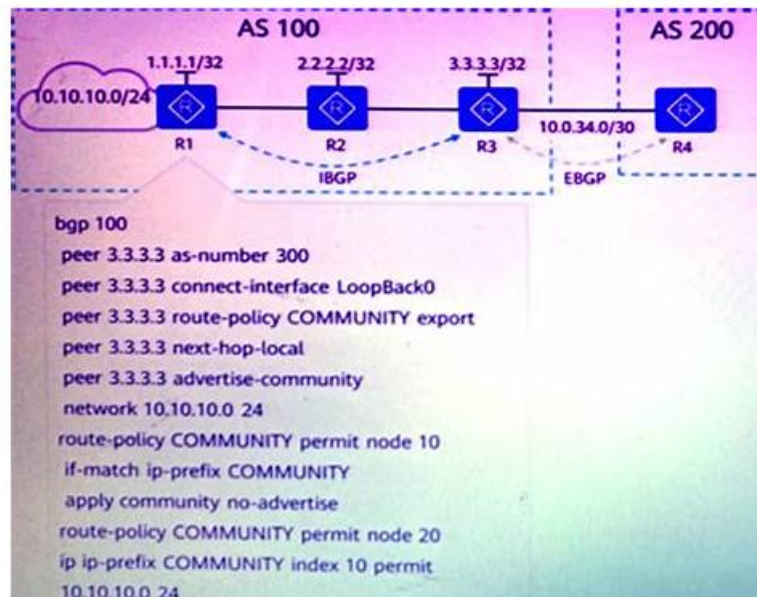 AS 100
AS 200
1.1.1.1/32
2.2.2.2/32
3.3.3.3/32
10.10.10.0/24
R
R
R
R
10.0.34.0/30
R1
R2
R3
R4
IBGP
EBGP
bgp 100
peer 3.3.3.3 as-number 300
peer 3.3.3.3 connect-interface LoopBack0
peer 3.3.3.3 route-policy COMMUNITY export
peer 3.3.3.3 next-hop-local
peer 3.3.3.3 advertise-community
network 10.10.10.0 24
route-policy COMMUNITY permit node 10
if-match ip-prefix COMMUNITY
apply community no-advertise
route-policy COMMUNITY permit node 20
ip ip-prefix COMMUNITY index 10 permit
10.10.10.0 24